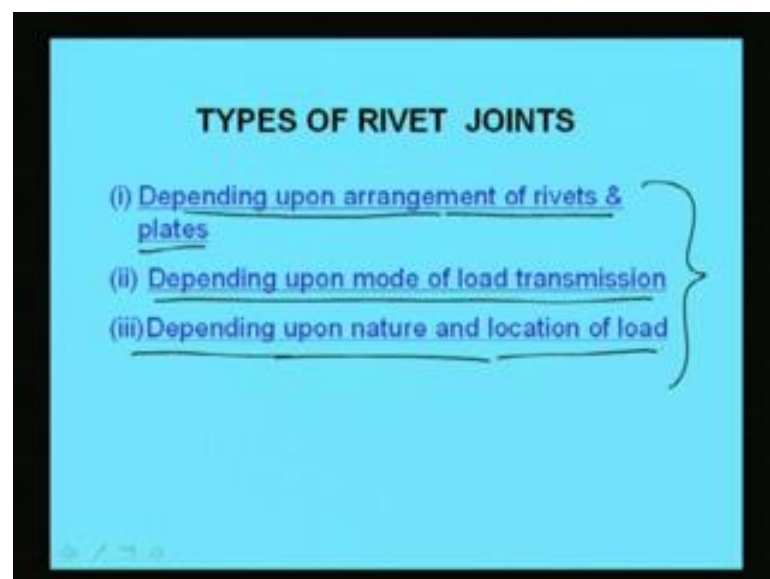 TYPES OF RIVET JOINTS
(i) Depending upon arrangement of rivets &
plates
(ii) Depending upon mode of load transmission
(iii)Depending upon nature and location of load